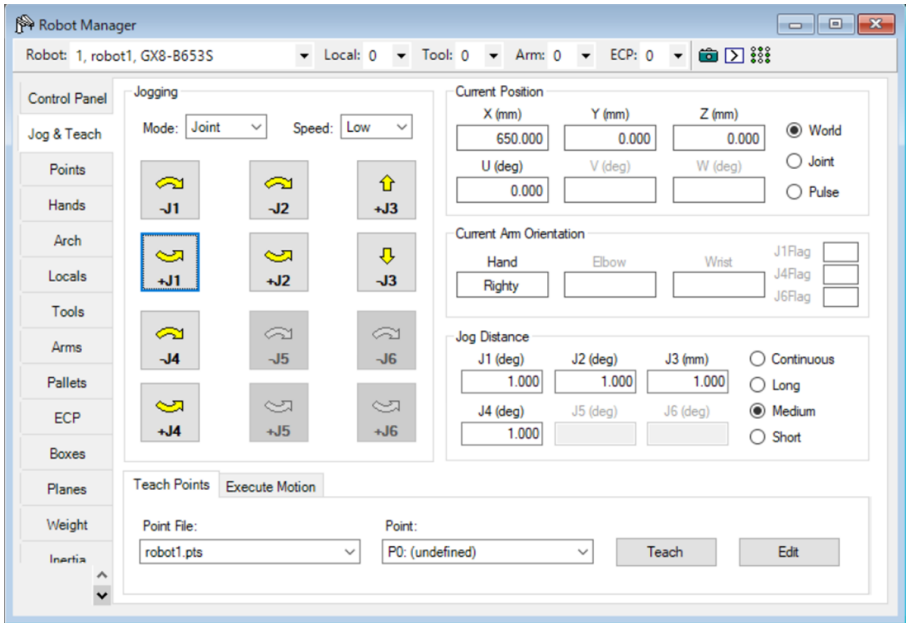 Robot Manager
Robot: 1, robot1, GX8-B653S Local: 0 Tool: 0 Arm: 0 ECP: 0
Control Panel
Jog & Teach
Points
Hands
Arch
Locals
Tools
Arms
Pallets
ECP
Boxes
Planes
Weight
Inertia
Jogging
Mode: Joint Speed: Low
-J1 -J2 +J3
+J1 +J2 -J3
-J4 -J5 -J6
+J4 +J5 +J6
Current Position
X (mm) Y (mm) Z (mm)
650.000 0.000 0.000
U (deg) V (deg) W (deg)
0.000
World
Joint
Pulse
Current Arm Orientation
Hand Elbow Wrist
Righty
J1Flag
J4Flag
J6Flag
Jog Distance
J1 (deg) J2 (deg) J3 (mm)
1.000 1.000 1.000
J4 (deg) J5 (deg) J6 (deg)
1.000
Continuous
Long
Medium
Short
Teach Points Execute Motion
Point File: Point:
robot1.pts P0: (undefined) Teach Edit